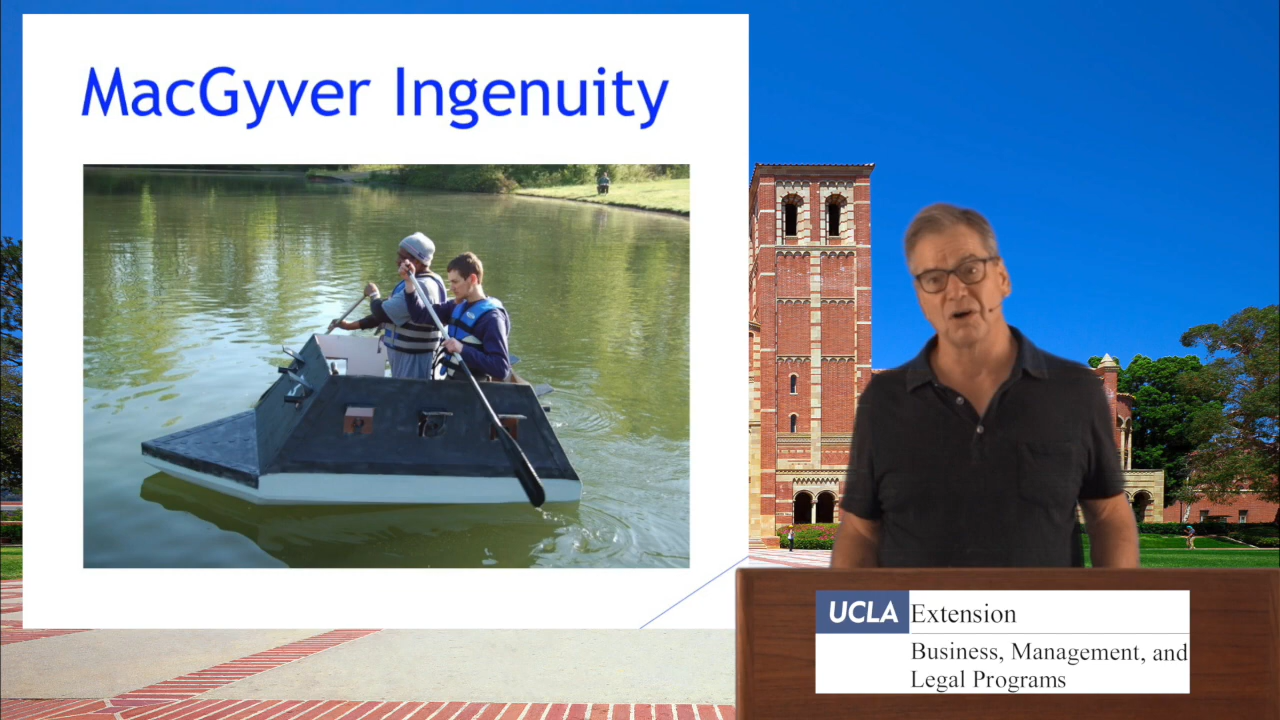 MacGyver Ingenuity
UCLA Extension
Business, Management, and
Legal Programs